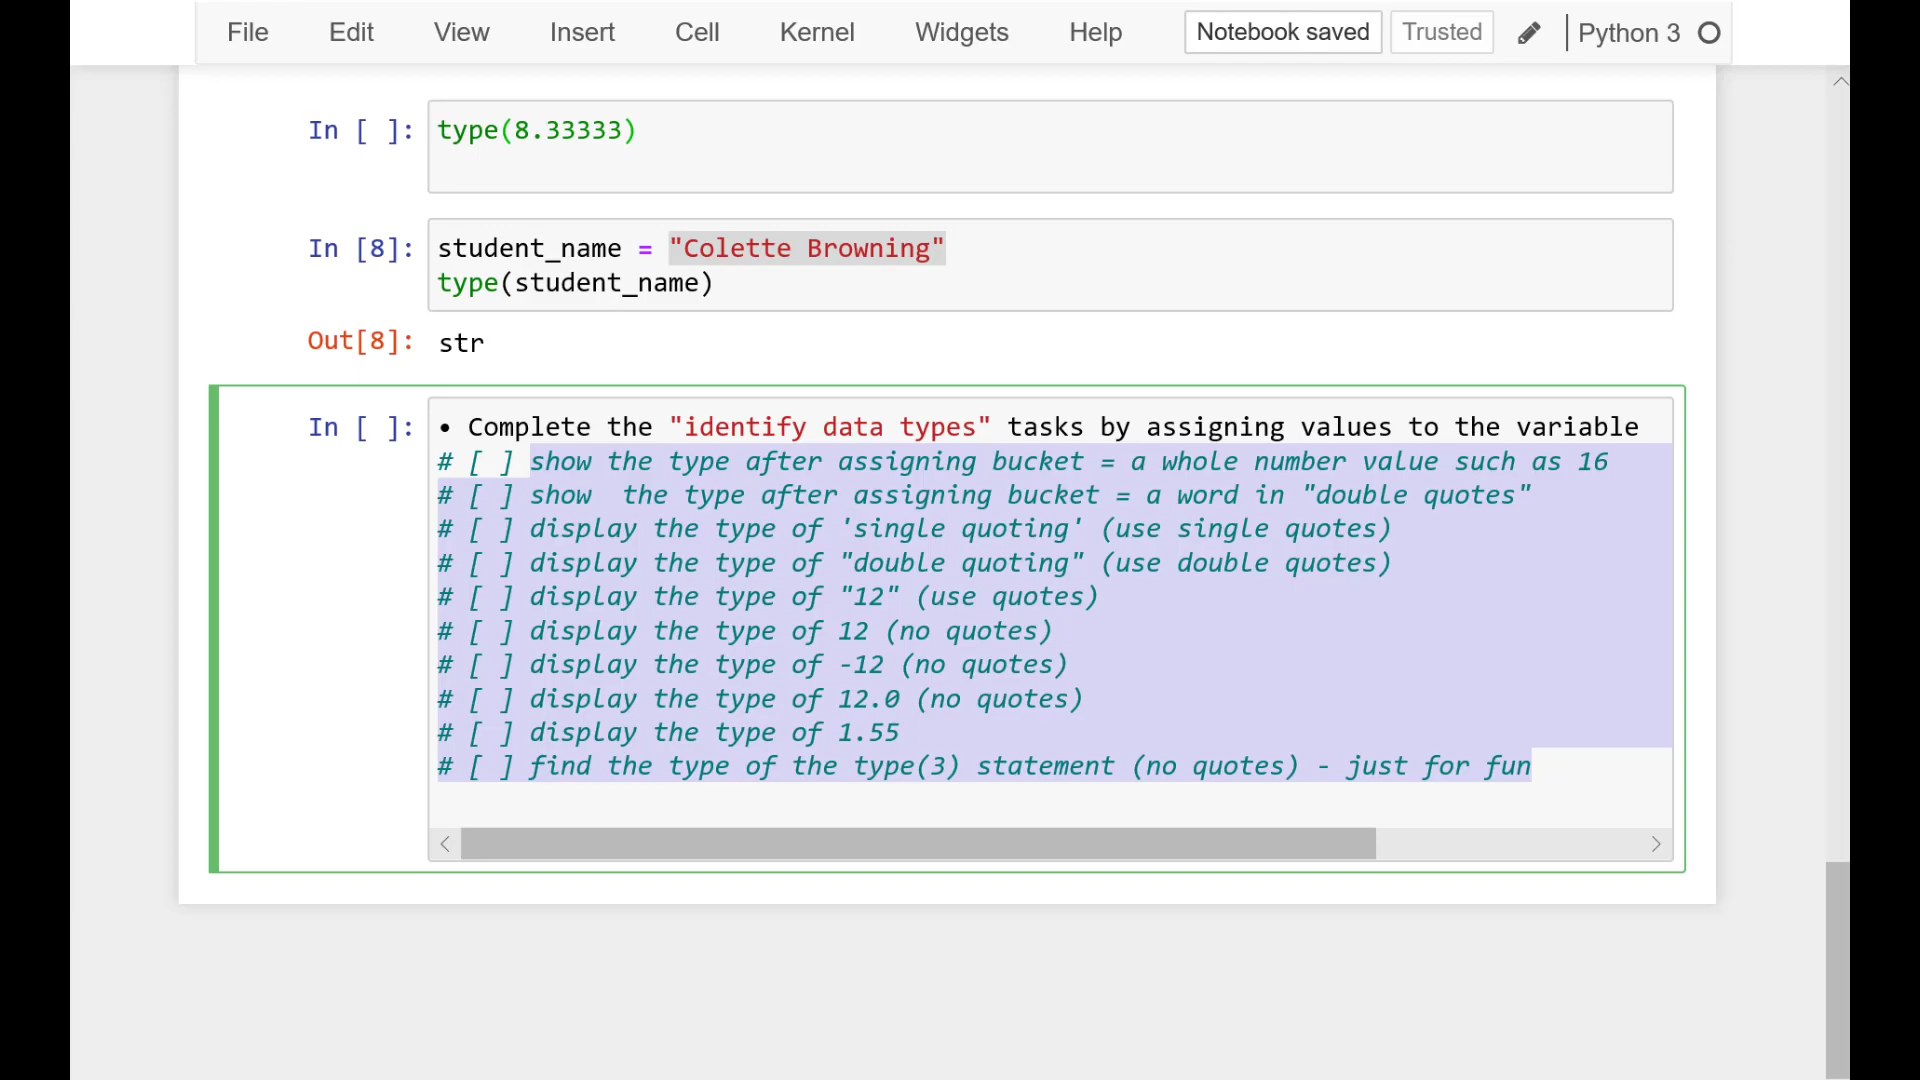 File Edit View Insert Cell Kernel Widgets Help Notebook saved Trusted Python 3
In [ ]: type(8.33333)
In [8]: student_name = "Colette Browning"
type(student_name)
Out[8]: str
In [ ]: • Complete the "identify data types" tasks by assigning values to the variable
# [ ] show the type after assigning bucket = a whole number value such as 16
# [ ] show  the type after assigning bucket = a word in "double quotes"
# [ ] display the type of 'single quoting' (use single quotes)
# [ ] display the type of "double quoting" (use double quotes)
# [ ] display the type of "12" (use quotes)
# [ ] display the type of 12 (no quotes)
# [ ] display the type of -12 (no quotes)
# [ ] display the type of 12.0 (no quotes)
# [ ] display the type of 1.55
# [ ] find the type of the type(3) statement (no quotes) - just for fun